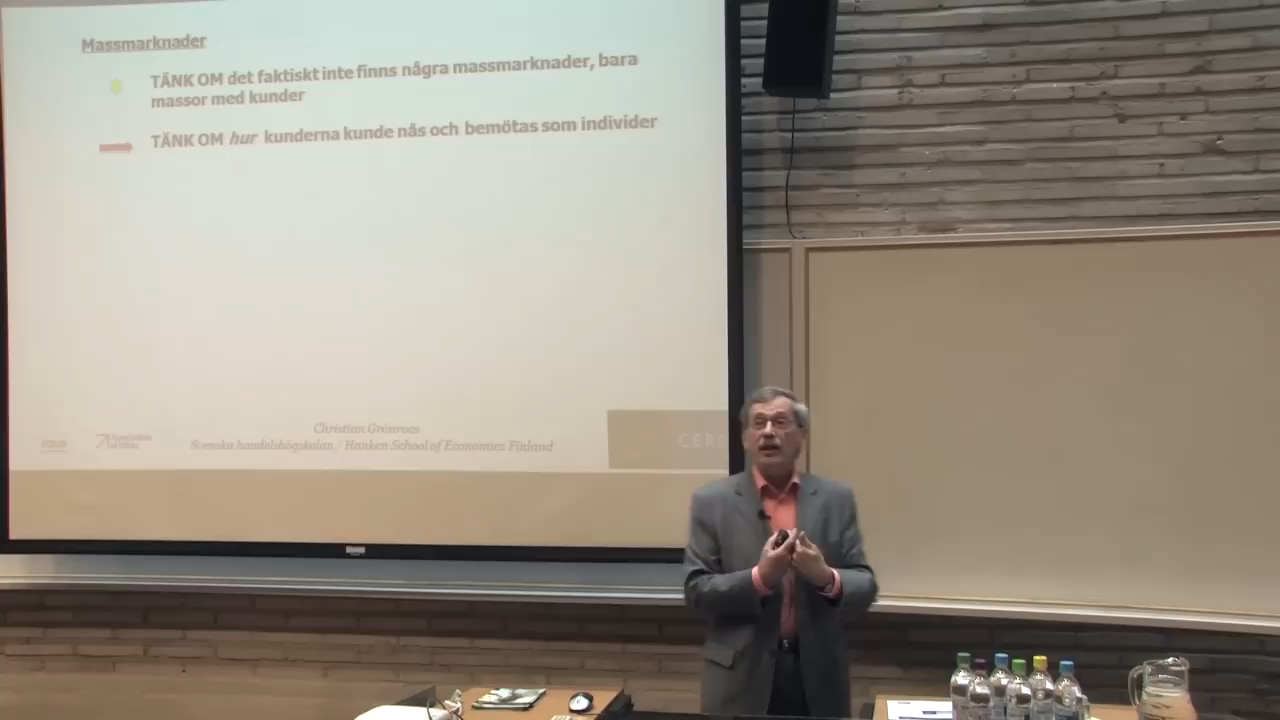 Massmarknader
TÄNK OM det faktiskt inte finns några massmarknader, bara
massor med kunder
TÄNK OM hur kunderna kunde nås och bemötas som individer
Christian Grönroos
Svenska handelshögskolan / Hanken School of Economics Finland
CER